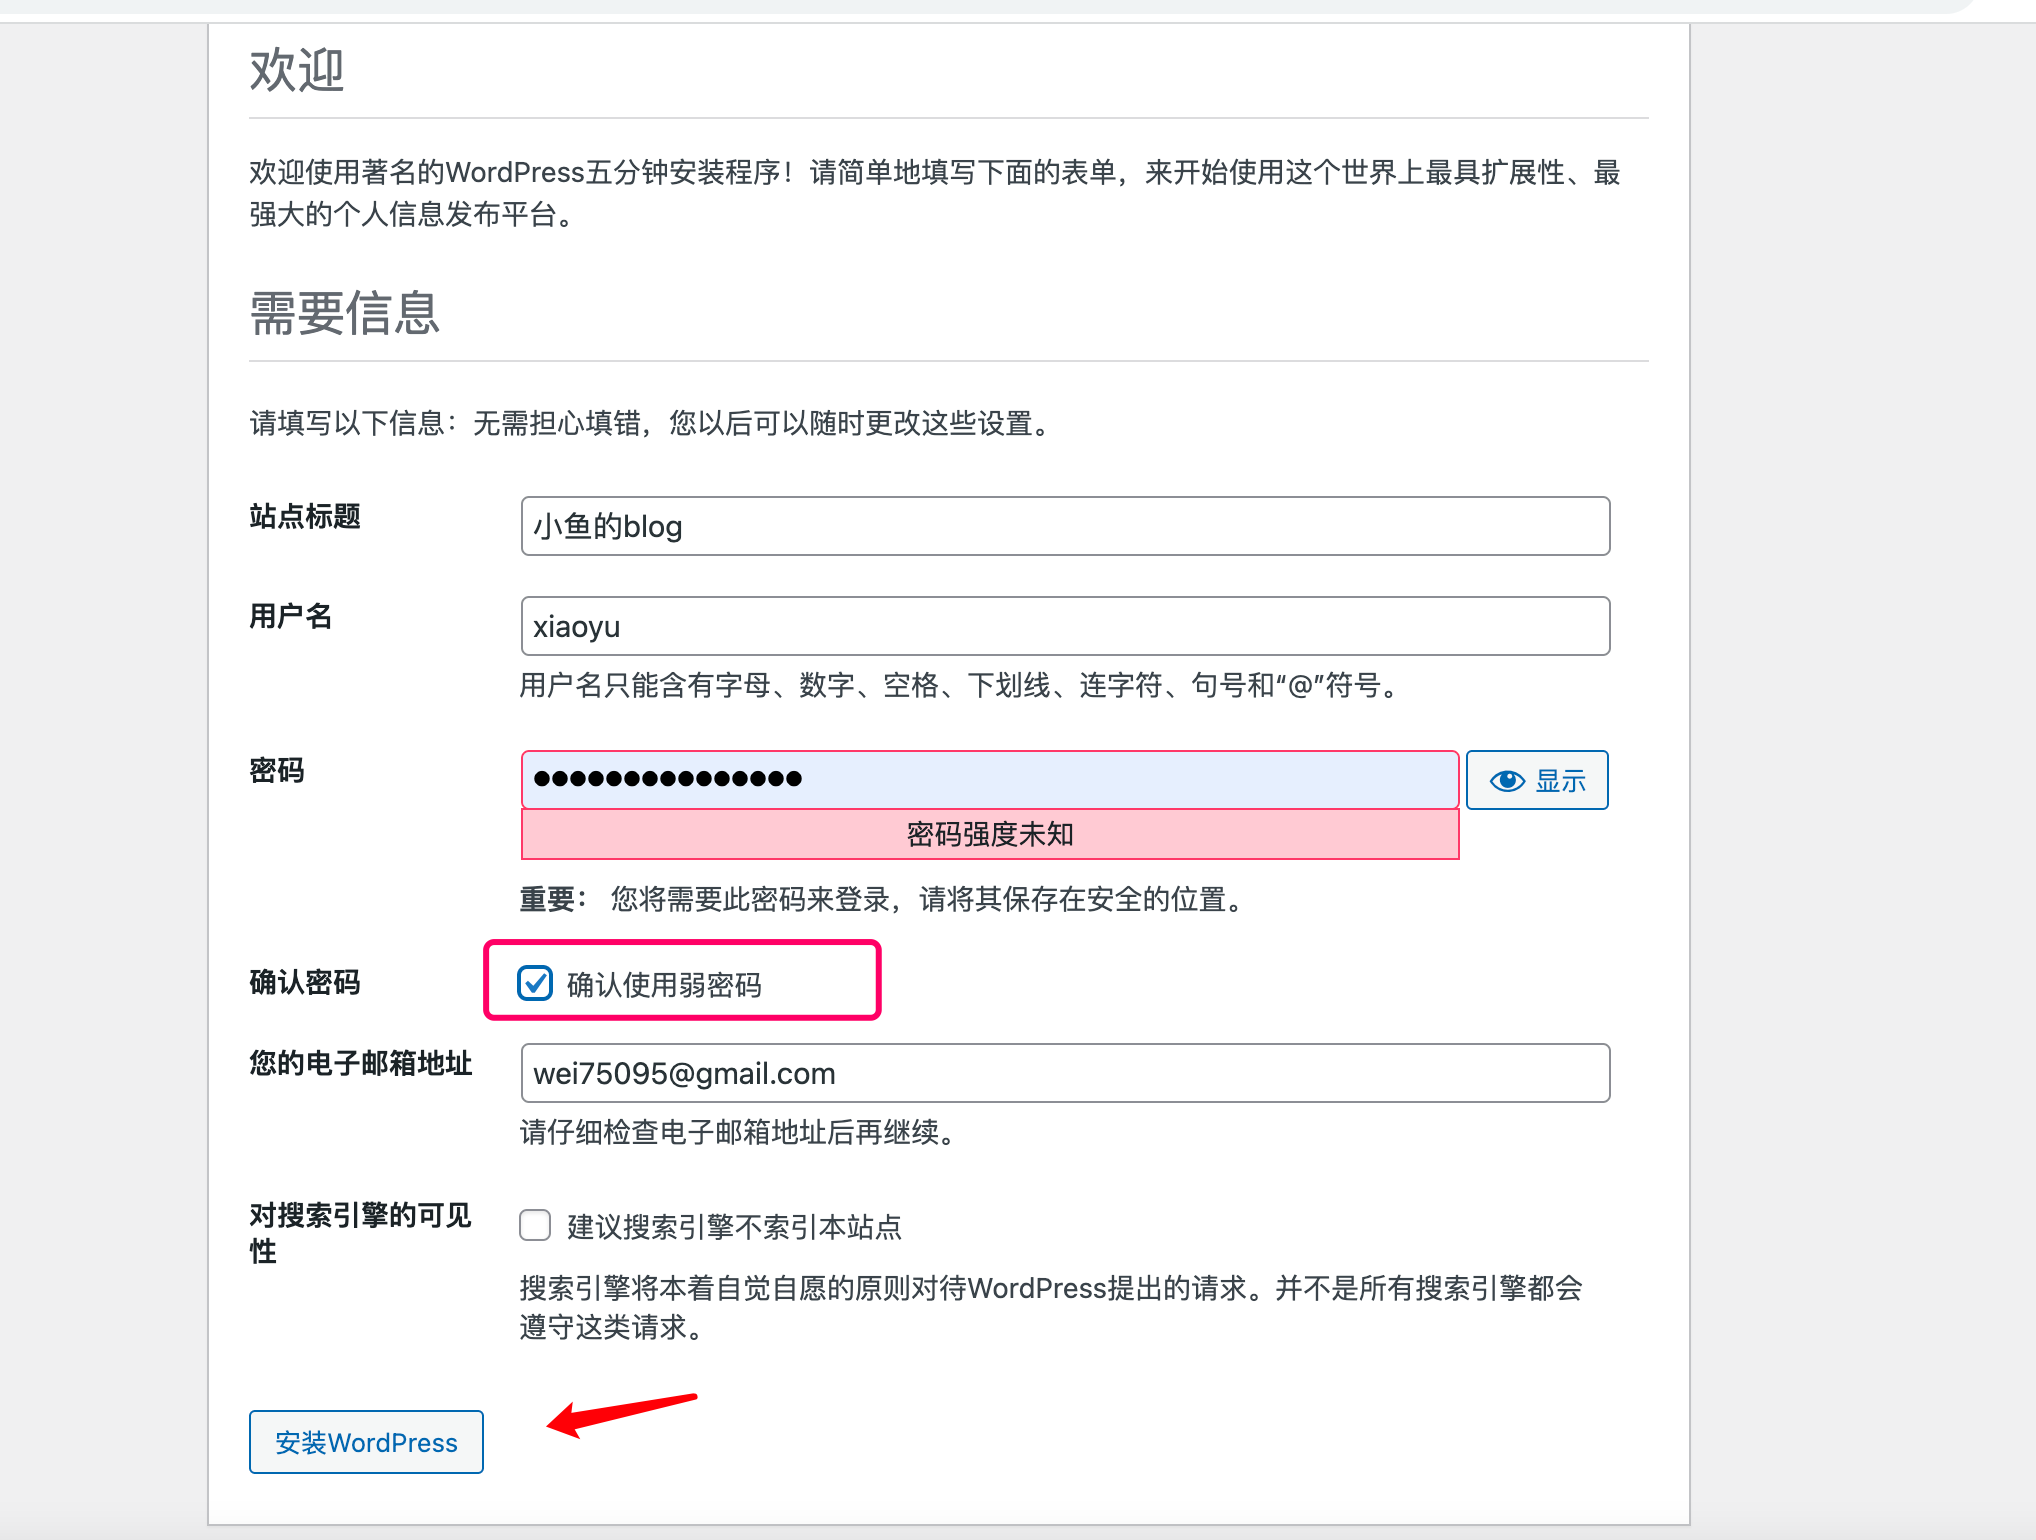 欢迎
欢迎使用著名的WordPress五分钟安装程序！请简单地填写下面的表单，来开始使用这个世界上最具扩展性、最
强大的个人信息发布平台。
需要信息
请填写以下信息：无需担心填错，您以后可以随时更改这些设置。
站点标题
小鱼的blog
用户名
xiaoyu
用户名只能含有字母、数字、空格、下划线、连字符、句号和“@”符号。
密码
●●●●●●●●●●●●●●●
显示
密码强度未知
重要： 您将需要此密码来登录，请将其保存在安全的位置。
确认密码
确认使用弱密码
您的电子邮箱地址
wei75095@gmail.com
请仔细检查电子邮箱地址后再继续。
对搜索引擎的可见
性
建议搜索引擎不索引本站点
搜索引擎将本着自觉自愿的原则对待WordPress提出的请求。并不是所有搜索引擎都会
遵守这类请求。
安装WordPress